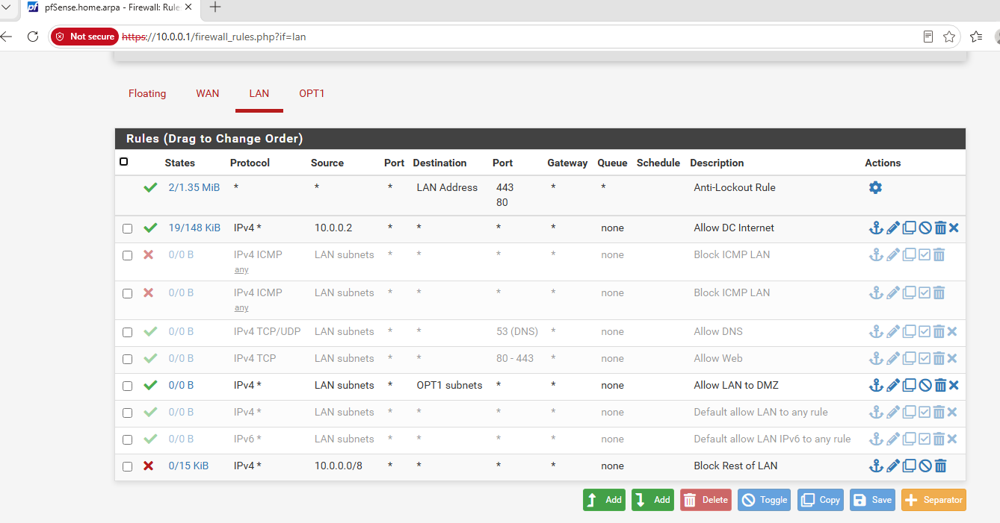 pfSense.home.arpa - Firewall: Rule
Not secure https://10.0.0.1/firewall_rules.php?if=lan
Floating WAN LAN OPT1
Rules (Drag to Change Order)
States Protocol Source Port Destination Port Gateway Queue Schedule Description Actions
2/1.35 MiB * * * LAN Address 443 * * Anti-Lockout Rule
80
19/148 KiB IPv4 * 10.0.0.2 * * * * none Allow DC Internet
0/0 B IPv4 ICMP LAN subnets * * * * none Block ICMP LAN
any
0/0 B IPv4 ICMP LAN subnets * * * * none Block ICMP LAN
any
0/0 B IPv4 TCP/UDP LAN subnets * * 53 (DNS) * none Allow DNS
0/0 B IPv4 TCP LAN subnets * * 80 - 443 * none Allow Web
0/0 B IPv4 * LAN subnets * OPT1 subnets * * none Allow LAN to DMZ
0/0 B IPv4 * LAN subnets * * * * none Default allow LAN to any rule
0/0 B IPv6 * LAN subnets * * * * none Default allow LAN IPv6 to any rule
0/15 KiB IPv4 * 10.0.0.0/8 * * * * none Block Rest of LAN
Add Add Delete Toggle Copy Save Separator